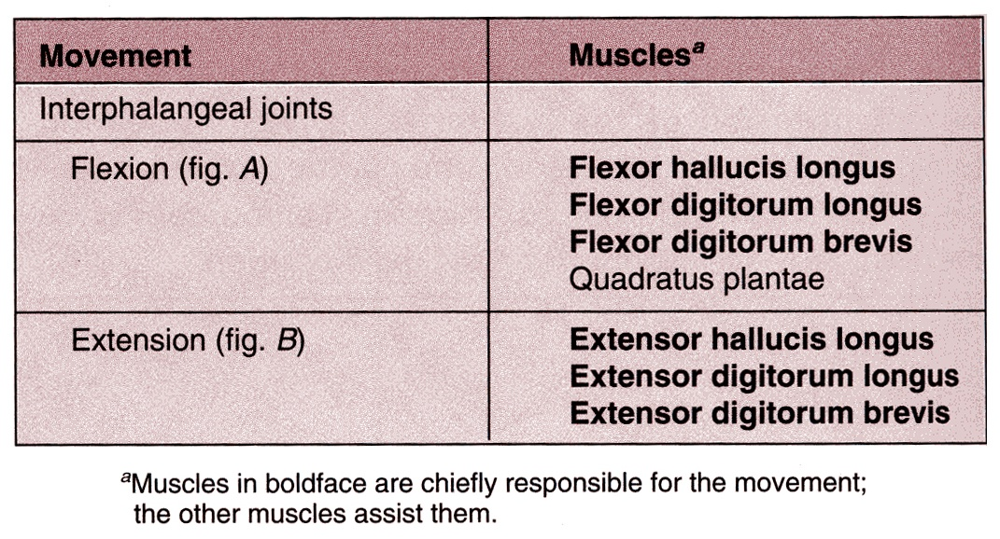 Movement Muscles^a
Interphalangeal joints
Flexion (fig. A) Flexor hallucis longus
Flexor digitorum longus
Flexor digitorum brevis
Quadratus plantae
Extension (fig. B) Extensor hallucis longus
Extensor digitorum longus
Extensor digitorum brevis
^aMuscles in boldface are chiefly responsible for the movement;
the other muscles assist them.